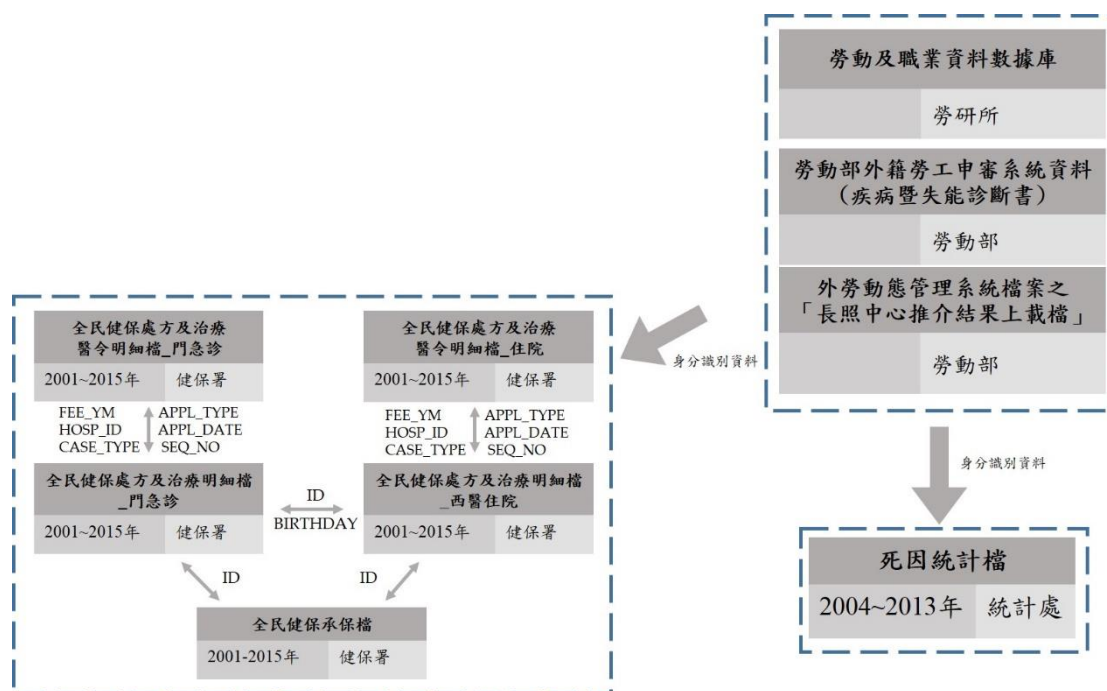 勞動及職業資料數據庫
勞研所
勞動部外籍勞工申審系統資料
(疾病暨失能診斷書)
勞動部
外勞動態管理系統檔案之
「長照中心推介結果上載檔」
勞動部
身分識別資料
全民健保處方及治療
醫令明細檔_門急診
2001~2015年 健保署
全民健保處方及治療
醫令明細檔_住院
2001~2015年 健保署
FEE_YM APPL_TYPE
HOSP_ID APPL_DATE
CASE_TYPE SEQ_NO
FEE_YM APPL_TYPE
HOSP_ID APPL_DATE
CASE_TYPE SEQ_NO
全民健保處方及治療明細檔
_門急診
2001~2015年 健保署
ID
BIRTHDAY
全民健保處方及治療明細檔
_西醫住院
2001~2015年 健保署
ID
ID
全民健保承保檔
2001-2015年 健保署
身分識別資料
死因統計檔
2004~2013年 統計處